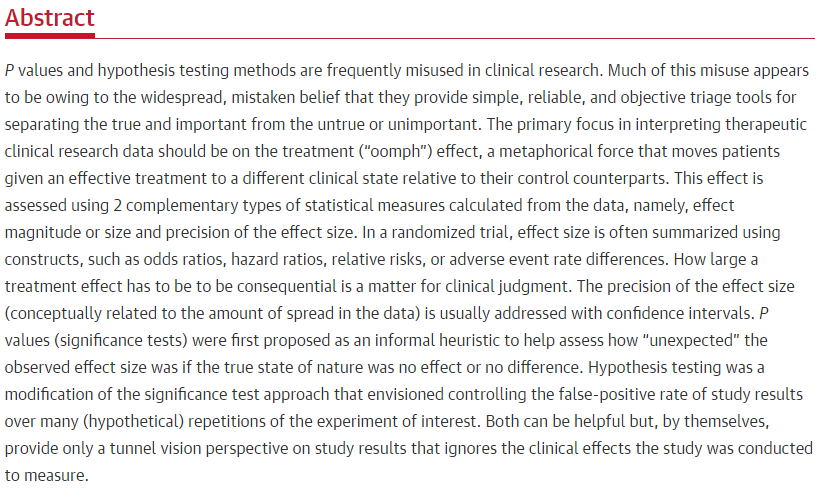 Abstract
P values and hypothesis testing methods are frequently misused in clinical research. Much of this misuse appears
to be owing to the widespread, mistaken belief that they provide simple, reliable, and objective triage tools for
separating the true and important from the untrue or unimportant. The primary focus in interpreting therapeutic
clinical research data should be on the treatment (“oomph”) effect, a metaphorical force that moves patients
given an effective treatment to a different clinical state relative to their control counterparts. This effect is
assessed using 2 complementary types of statistical measures calculated from the data, namely, effect
magnitude or size and precision of the effect size. In a randomized trial, effect size is often summarized using
constructs, such as odds ratios, hazard ratios, relative risks, or adverse event rate differences. How large a
treatment effect has to be to be consequential is a matter for clinical judgment. The precision of the effect size
(conceptually related to the amount of spread in the data) is usually addressed with confidence intervals. P
values (significance tests) were first proposed as an informal heuristic to help assess how “unexpected” the
observed effect size was if the true state of nature was no effect or no difference. Hypothesis testing was a
modification of the significance test approach that envisioned controlling the false-positive rate of study results
over many (hypothetical) repetitions of the experiment of interest. Both can be helpful but, by themselves,
provide only a tunnel vision perspective on study results that ignores the clinical effects the study was conducted
to measure.